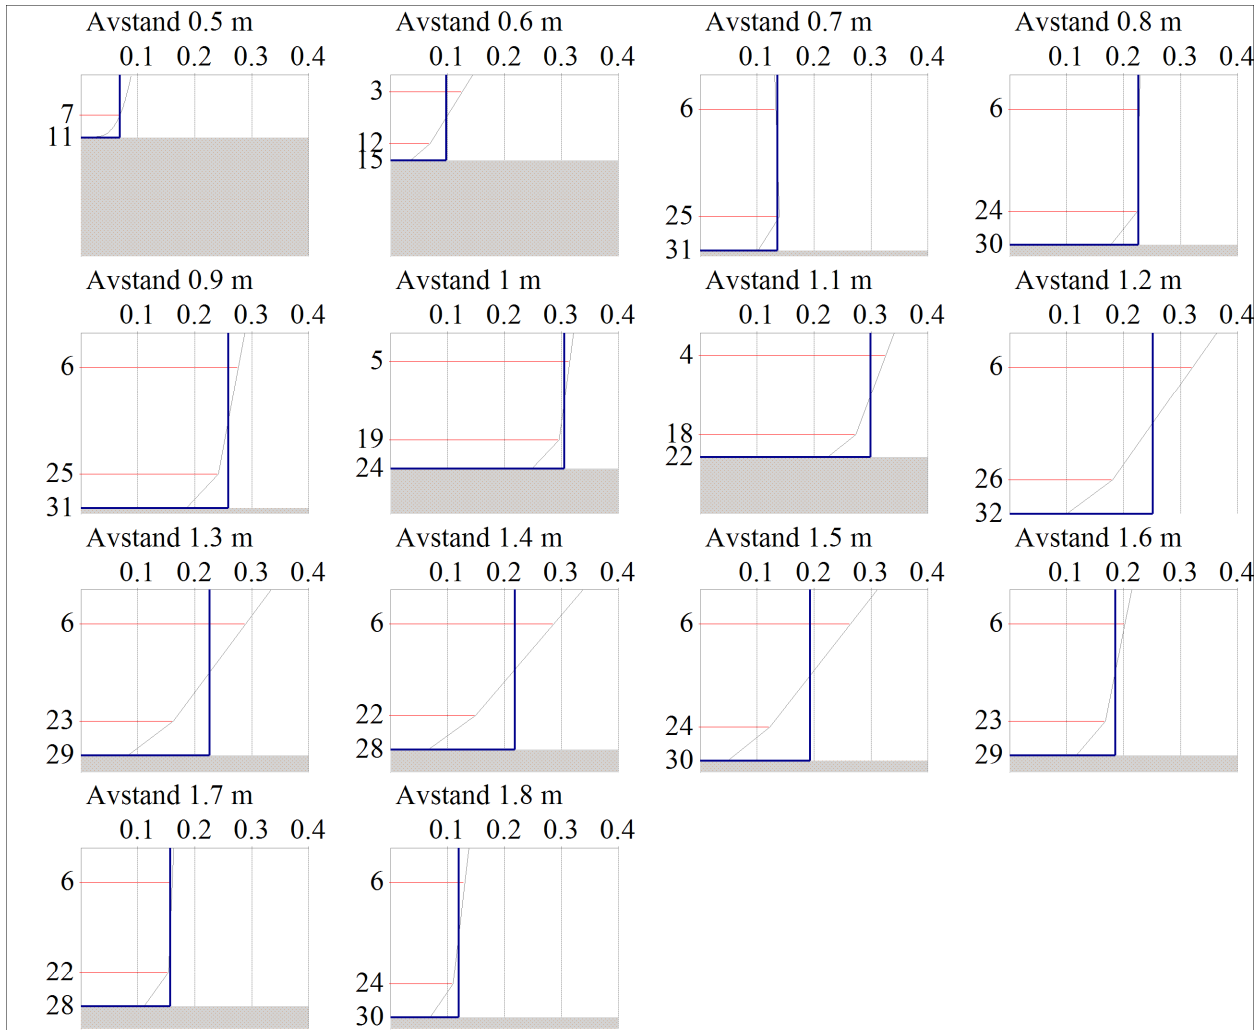 Avstand 0.5 m
0.1 0.2 0.3 0.4
7
11
Avstand 0.6 m
0.1 0.2 0.3 0.4
3
12
15
Avstand 0.7 m
0.1 0.2 0.3 0.4
6
25
31
Avstand 0.8 m
0.1 0.2 0.3 0.4
6
24
30
Avstand 0.9 m
0.1 0.2 0.3 0.4
6
25
31
Avstand 1 m
0.1 0.2 0.3 0.4
5
19
24
Avstand 1.1 m
0.1 0.2 0.3 0.4
4
18
22
Avstand 1.2 m
0.1 0.2 0.3 0.4
6
26
32
Avstand 1.3 m
0.1 0.2 0.3 0.4
6
23
29
Avstand 1.4 m
0.1 0.2 0.3 0.4
6
22
28
Avstand 1.5 m
0.1 0.2 0.3 0.4
6
24
30
Avstand 1.6 m
0.1 0.2 0.3 0.4
6
23
29
Avstand 1.7 m
0.1 0.2 0.3 0.4
6
22
28
Avstand 1.8 m
0.1 0.2 0.3 0.4
6
24
30